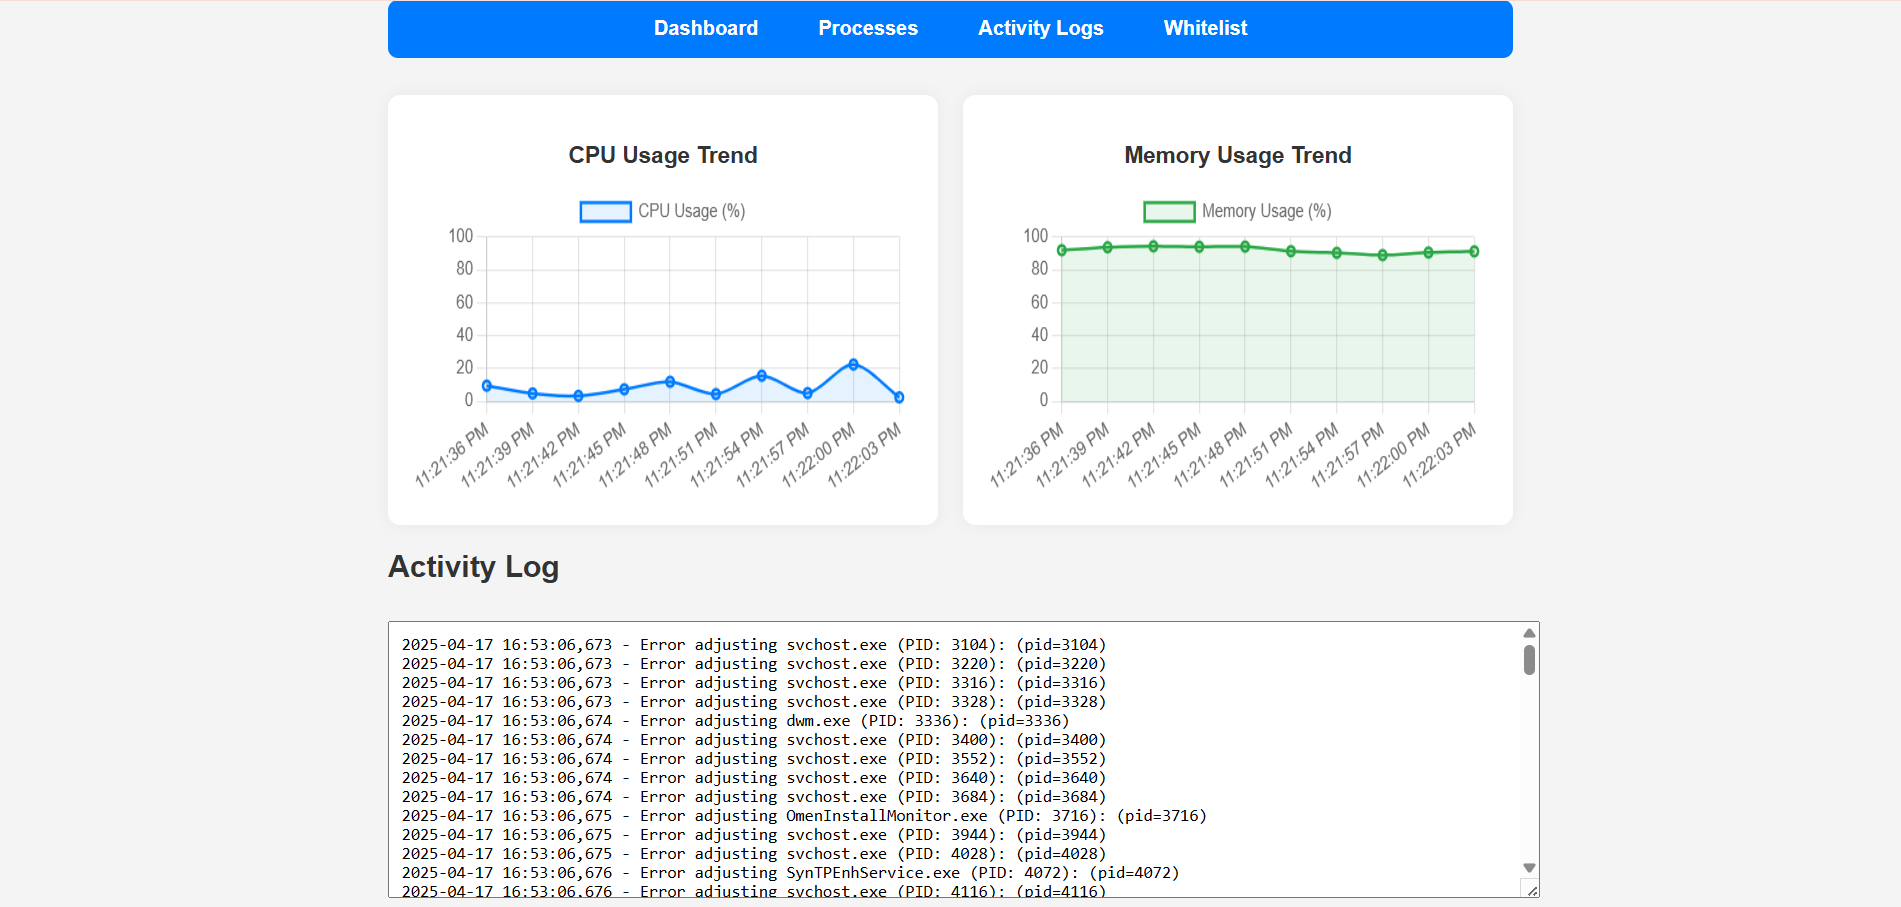 Dashboard Processes Activity Logs Whitelist
CPU Usage Trend
CPU Usage (%)
100
80
60
40
20
0
11:21:36 PM 11:21:39 PM 11:21:42 PM 11:21:45 PM 11:21:48 PM 11:21:51 PM 11:21:54 PM 11:21:57 PM 11:22:00 PM 11:22:03 PM
Memory Usage Trend
Memory Usage (%)
100
80
60
40
20
0
11:21:36 PM 11:21:39 PM 11:21:42 PM 11:21:45 PM 11:21:48 PM 11:21:51 PM 11:21:54 PM 11:21:57 PM 11:22:00 PM 11:22:03 PM
Activity Log
2025-04-17 16:53:06,673 - Error adjusting svchost.exe (PID: 3104): (pid=3104)
2025-04-17 16:53:06,673 - Error adjusting svchost.exe (PID: 3220): (pid=3220)
2025-04-17 16:53:06,673 - Error adjusting svchost.exe (PID: 3316): (pid=3316)
2025-04-17 16:53:06,673 - Error adjusting svchost.exe (PID: 3328): (pid=3328)
2025-04-17 16:53:06,674 - Error adjusting dwm.exe (PID: 3336): (pid=3336)
2025-04-17 16:53:06,674 - Error adjusting svchost.exe (PID: 3400): (pid=3400)
2025-04-17 16:53:06,674 - Error adjusting svchost.exe (PID: 3552): (pid=3552)
2025-04-17 16:53:06,674 - Error adjusting svchost.exe (PID: 3640): (pid=3640)
2025-04-17 16:53:06,674 - Error adjusting svchost.exe (PID: 3684): (pid=3684)
2025-04-17 16:53:06,675 - Error adjusting OmenInstallMonitor.exe (PID: 3716): (pid=3716)
2025-04-17 16:53:06,675 - Error adjusting svchost.exe (PID: 3944): (pid=3944)
2025-04-17 16:53:06,675 - Error adjusting svchost.exe (PID: 4028): (pid=4028)
2025-04-17 16:53:06,676 - Error adjusting SynTPEnhService.exe (PID: 4072): (pid=4072)
2025-04-17 16:53:06,676 - Error adjusting svchost.exe (PID: 4116): (pid=4116)